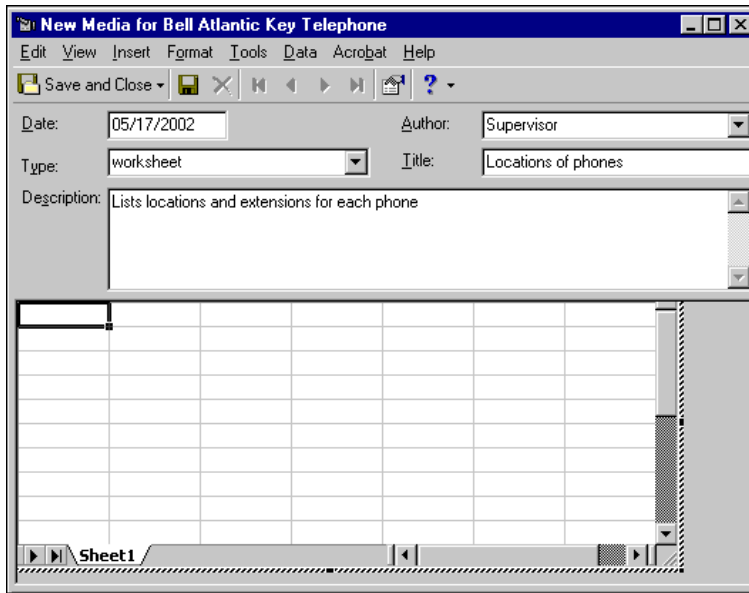 New Media for Bell Atlantic Key Telephone
Edit View Insert Format Tools Data Acrobat Help
Save and Close ?
Date: 05/17/2002 Author: Supervisor
Type: worksheet Title: Locations of phones
Description: Lists locations and extensions for each phone
Sheet1